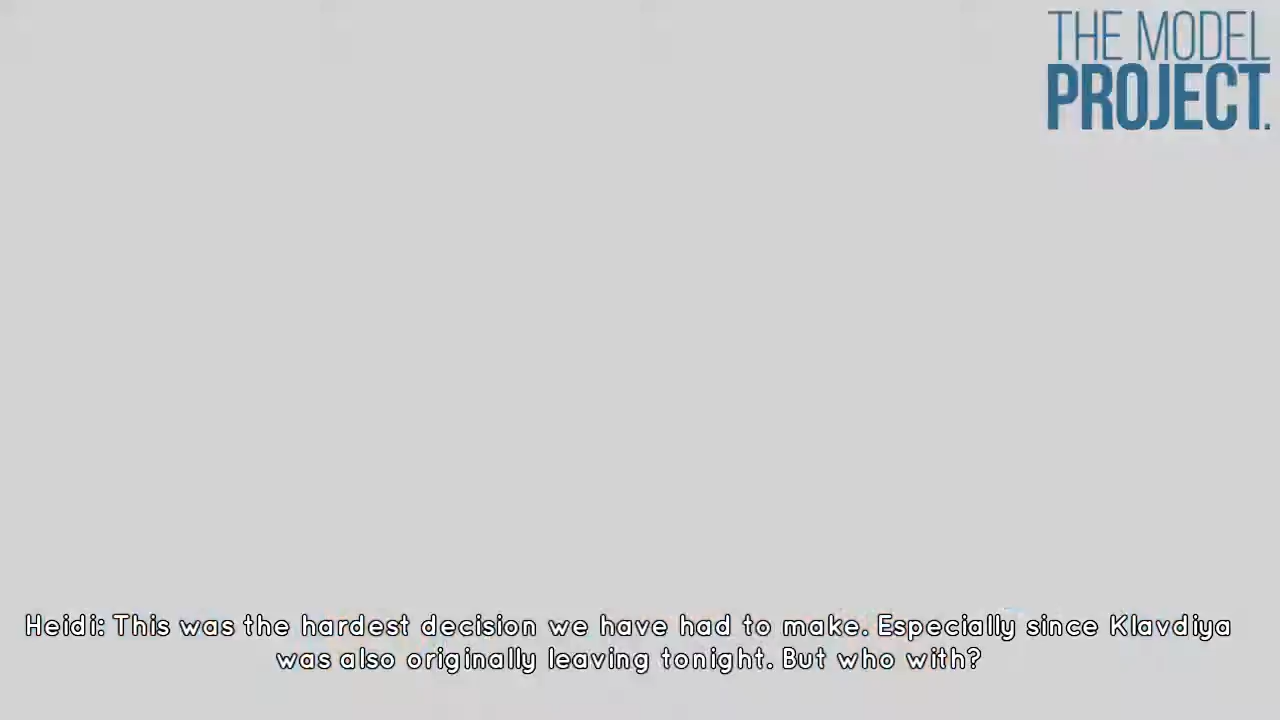 THE MODEL
PROJECT.
Heidi: This was the hardest decision we have had to make. Especially since Klavdiya
was also originally leaving tonight. But who with?